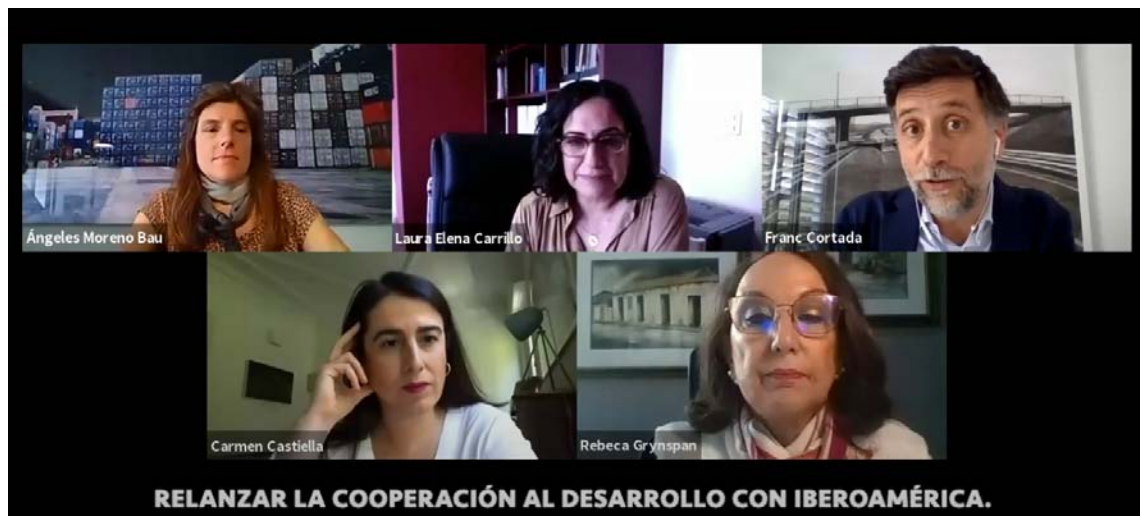 Ángeles Moreno Bau
Laura Elena Carrillo
Franc Cortada
Carmen Castiella
Rebeca Grynspan
RELANZAR LA COOPERACIÓN AL DESARROLLO CON IBEROAMÉRICA.